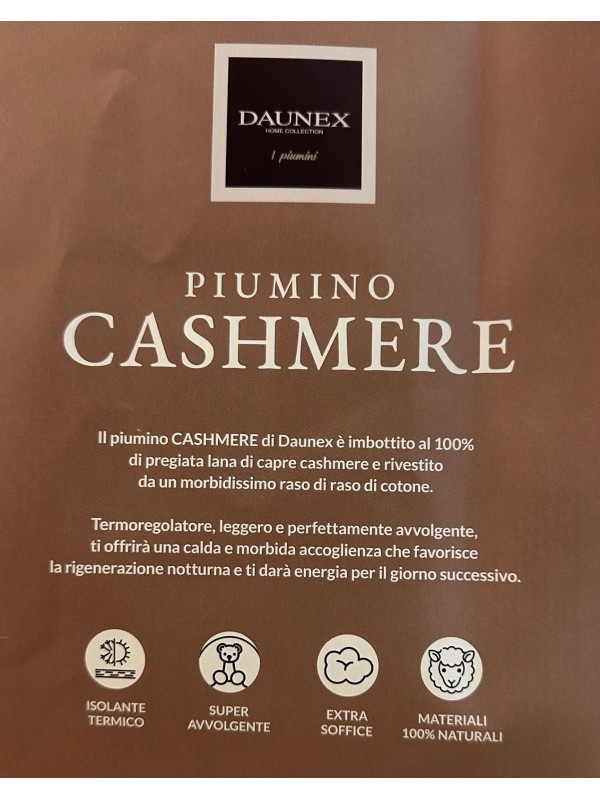 DAUNEX
HOME COLLECTION
I piumini
PIUMINO
CASHMERE
Il piumino CASHMERE di Daunex è imbottito al 100%
di pregiata lana di capre cashmere e rivestito
da un morbidissimo raso di raso di cotone.
Termoregolatore, leggero e perfettamente avvolgente,
ti offrirà una calda e morbida accoglienza che favorisce
la rigenerazione notturna e ti darà energia per il giorno successivo.
ISOLANTE
TERMICO
SUPER
AVVOLGENTE
EXTRA
SOFFICE
MATERIALI
100% NATURALI